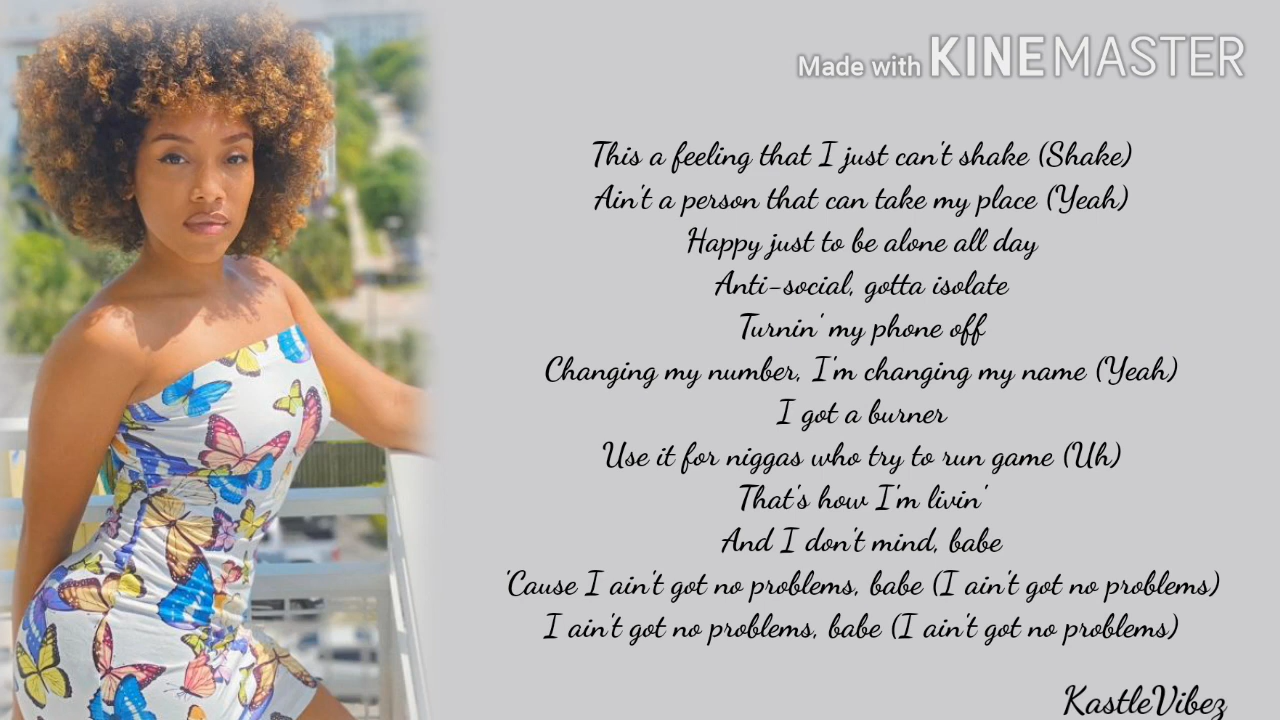 Made with KINEMASTER
This a feeling that I just can't shake (Shake)
Ain't a person that can take my place (Yeah)
Happy just to be alone all day
Anti-social, gotta isolate
Turnin' my phone off
Changing my number, I'm changing my name (Yeah)
I got a burner
Use it for niggas who try to run game (Uh)
That's how I'm livin'
And I don't mind, babe
'Cause I ain't got no problems, babe (I ain't got no problems)
I ain't got no problems, babe (I ain't got no problems)
KastleVibez